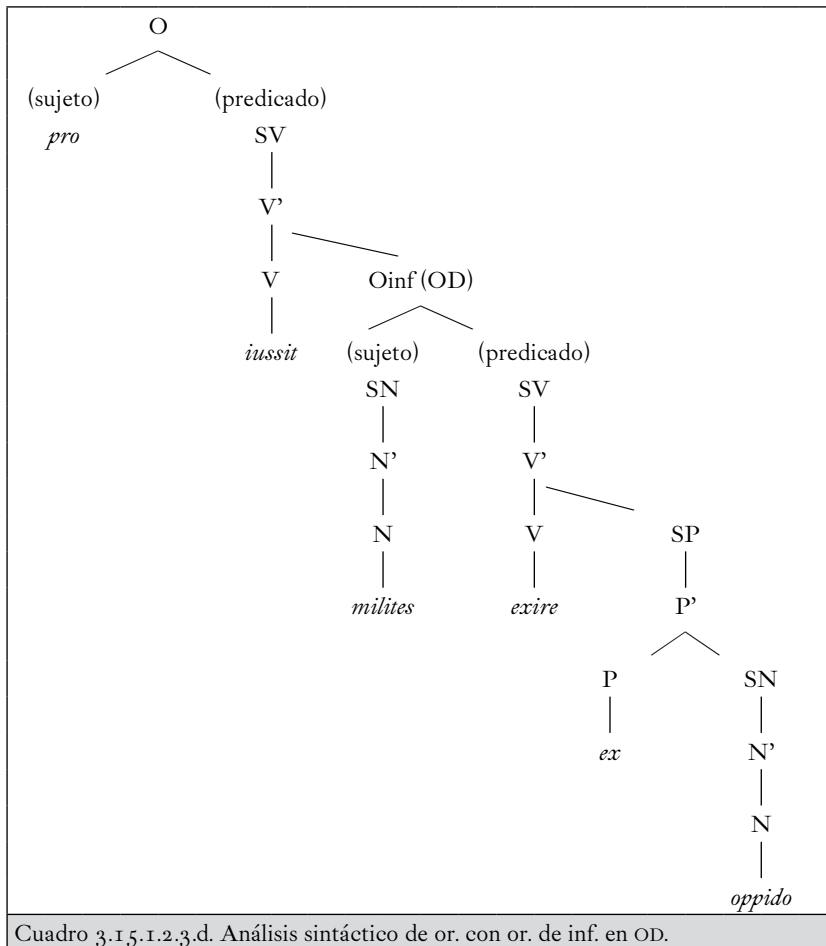 O
(sujeto) (predicado)
pro SV
V’
V Oinf (OD)
iussit (sujeto) (predicado)
SN SV
N’ V’
N V SP
milites exire P’
P SN
ex N’
N
oppido
Cuadro 3.15.1.2.3.d. Análisis sintáctico de or. con or. de inf. en OD.